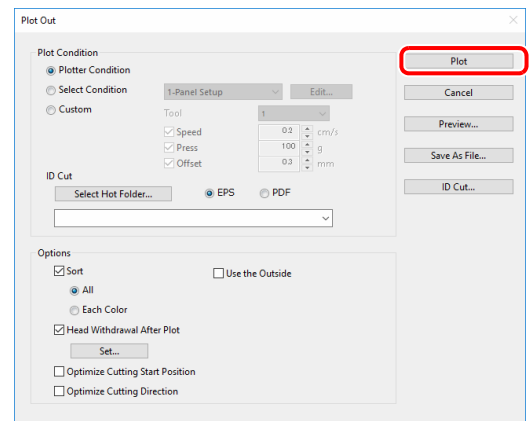 Plot Out
Plot Condition
Plotter Condition
Select Condition 1-Panel Setup Edit...
Custom Tool 1
Speed 0.2 cm/s
Press 100 g
Offset 0.3 mm
ID Cut
Select Hot Folder... EPS PDF
Options
Sort Use the Outside
All
Each Color
Head Withdrawal After Plot
Set...
Optimize Cutting Start Position
Optimize Cutting Direction
Plot
Cancel
Preview...
Save As File...
ID Cut...